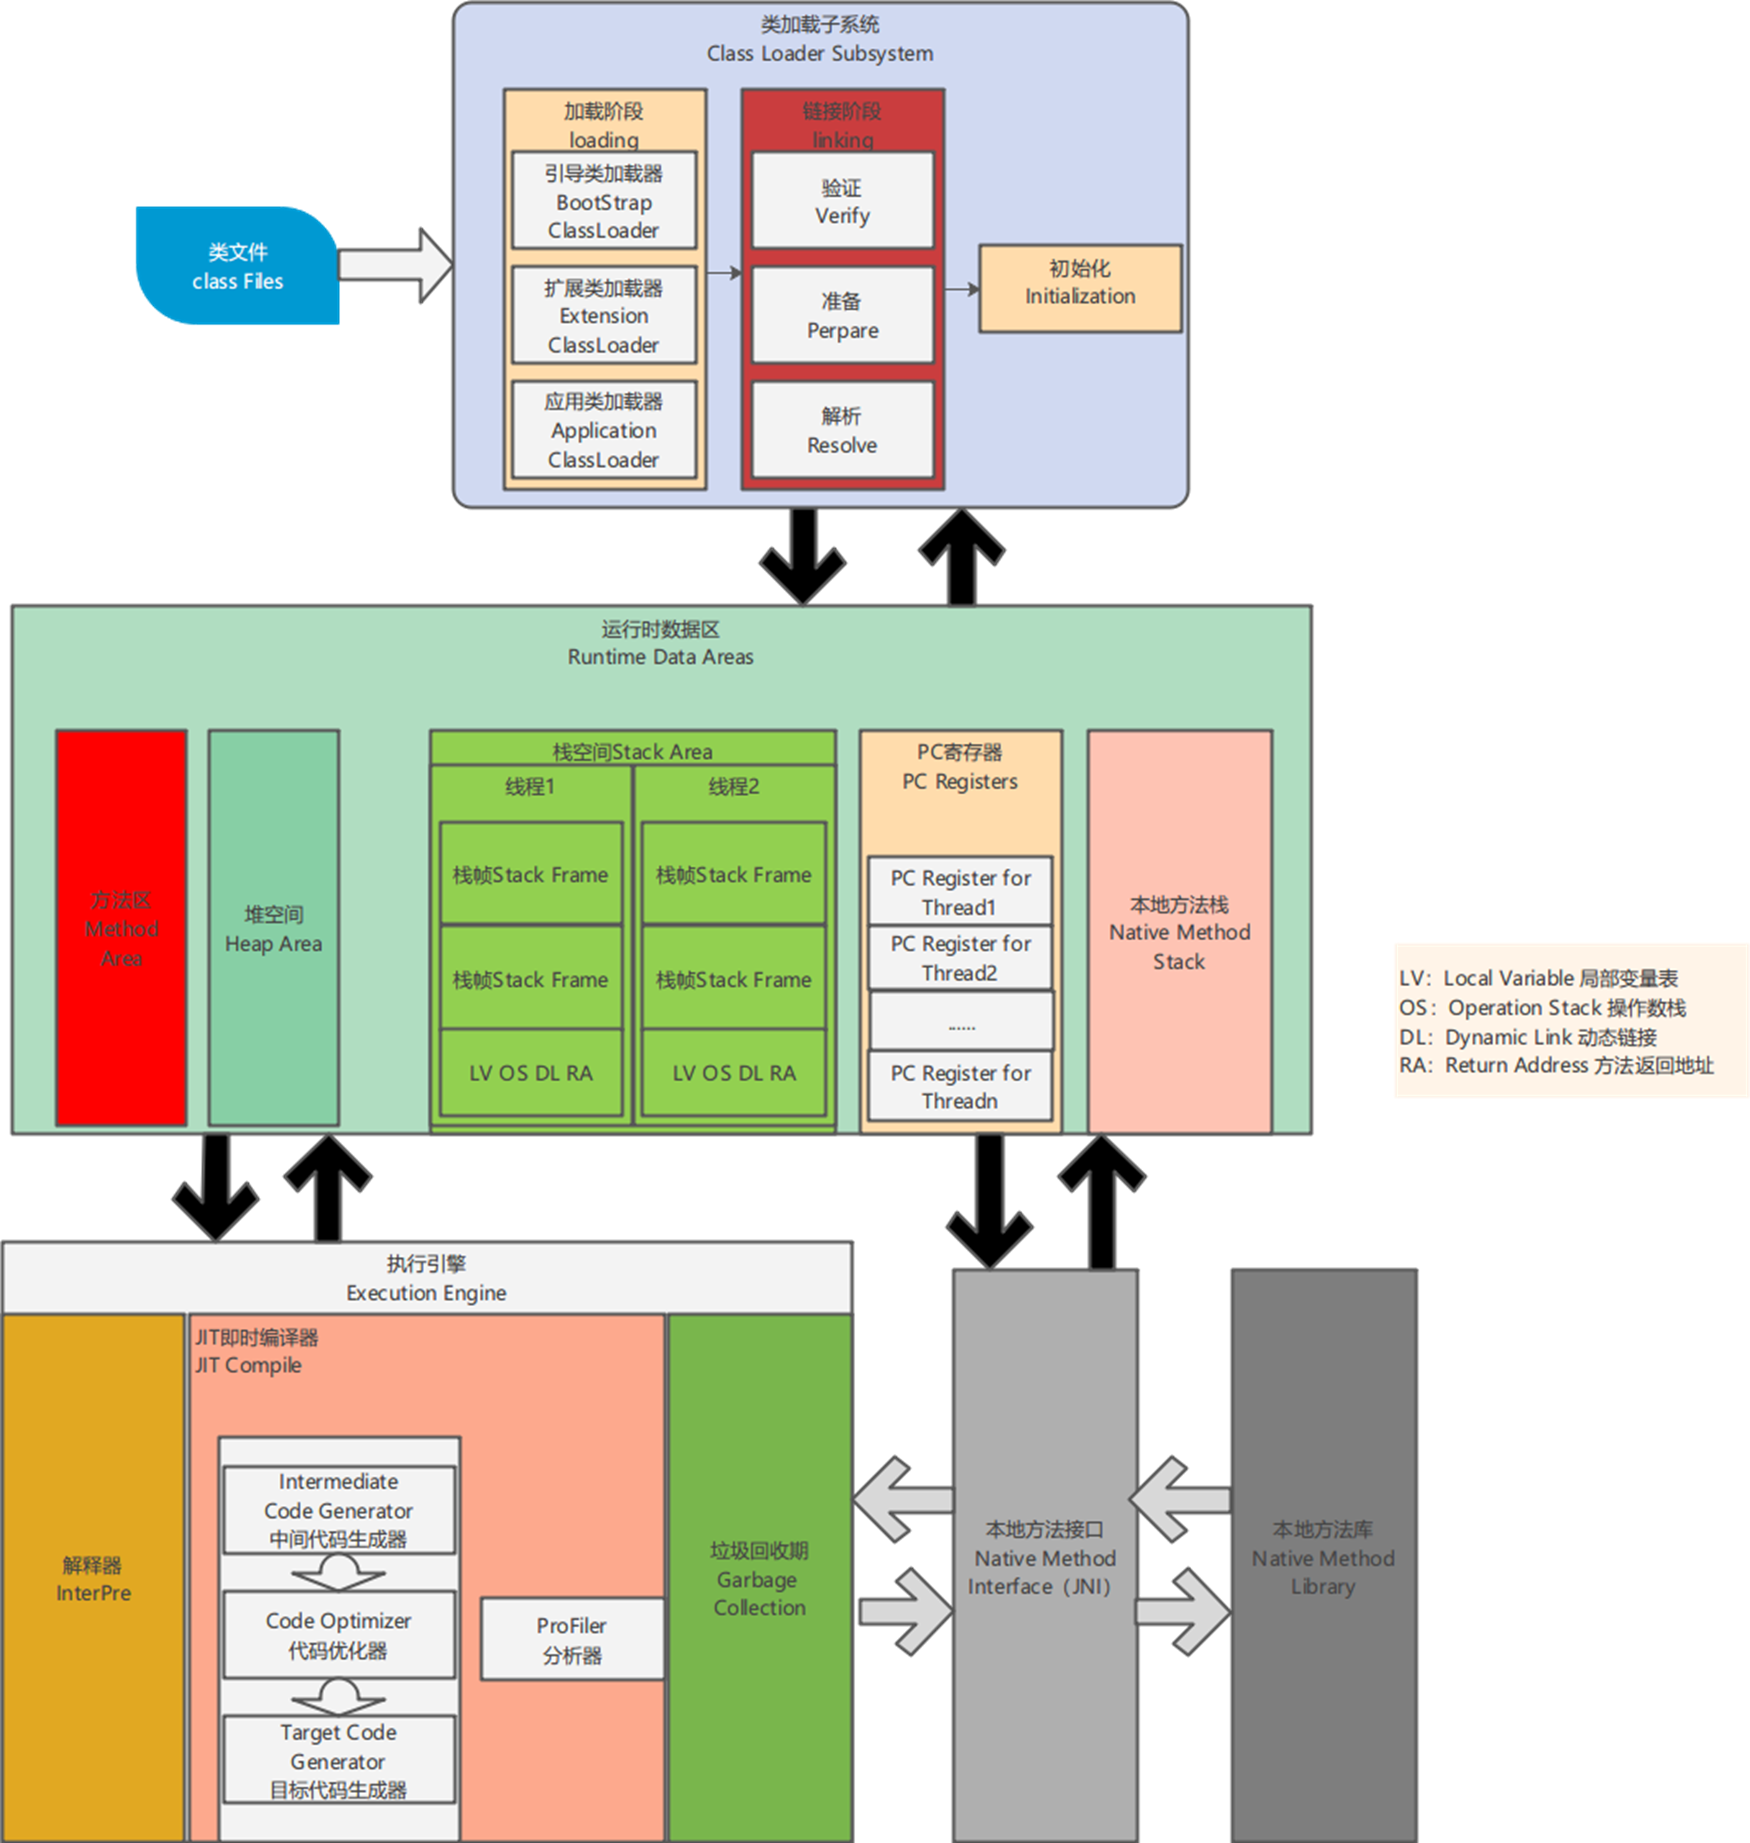 类加载子系统
Class Loader Subsystem
加载阶段
loading
引导类加载器
BootStrap
ClassLoader
扩展类加载器
Extension
ClassLoader
应用类加载器
Application
ClassLoader
链接阶段
linking
验证
Verify
准备
Perpare
解析
Resolve
初始化
Initialization
类文件
class Files
运行时数据区
Runtime Data Areas
方法区
Method
Area
堆空间
Heap Area
栈空间Stack Area
线程1
栈帧Stack Frame
栈帧Stack Frame
LV OS DL RA
线程2
栈帧Stack Frame
栈帧Stack Frame
LV OS DL RA
PC寄存器
PC Registers
PC Register for
Thread1
PC Register for
Thread2
......
PC Register for
Threadn
本地方法栈
Native Method
Stack
LV：Local Variable 局部变量表
OS：Operation Stack 操作数栈
DL：Dynamic Link 动态链接
RA：Return Address 方法返回地址
执行引擎
Execution Engine
解释器
InterPre
JIT即时编译器
JIT Compile
Intermediate
Code Generator
中间代码生成器
Code Optimizer
代码优化器
Target Code
Generator
目标代码生成器
ProFiler
分析器
垃圾回收期
Garbage
Collection
本地方法接口
Native Method
Interface（JNI）
本地方法库
Native Method
Library